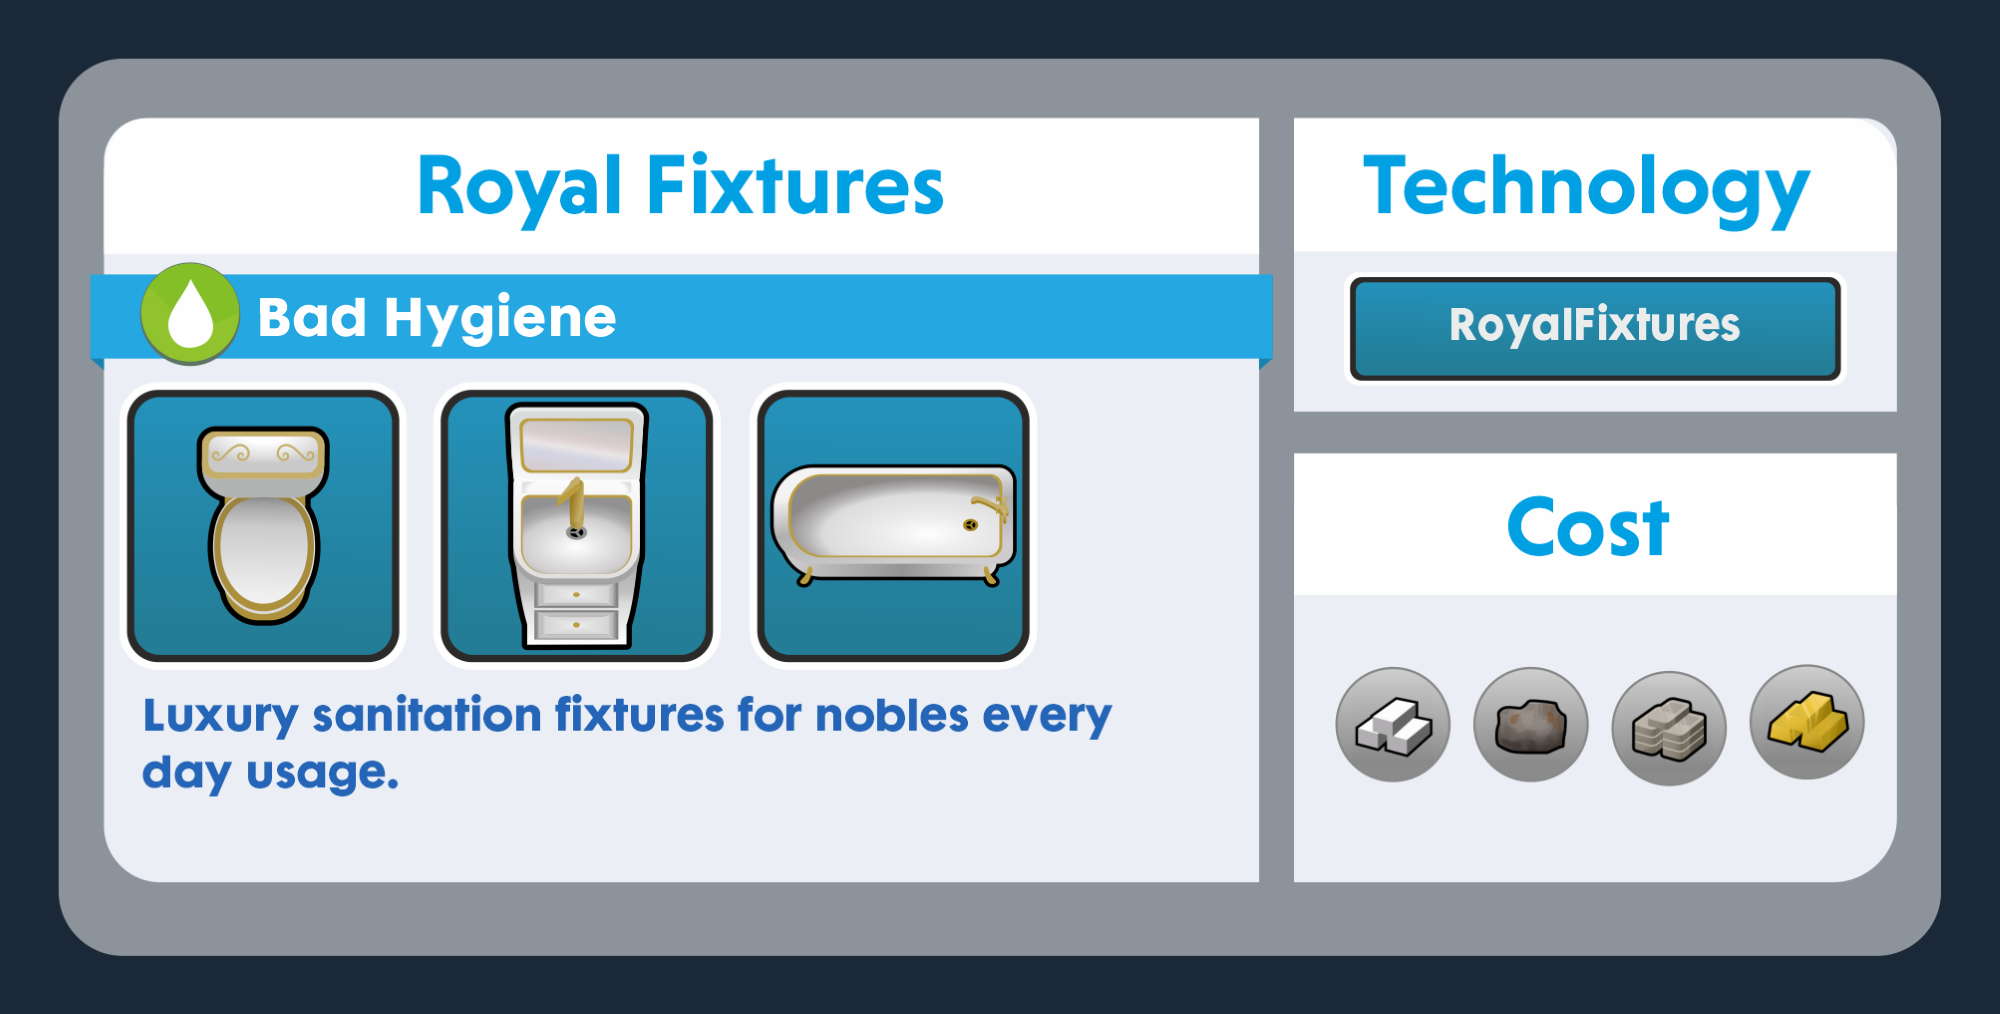 Royal Fixtures
Bad Hygiene
Luxury sanitation fixtures for nobles every
day usage.
Technology
RoyalFixtures
Cost